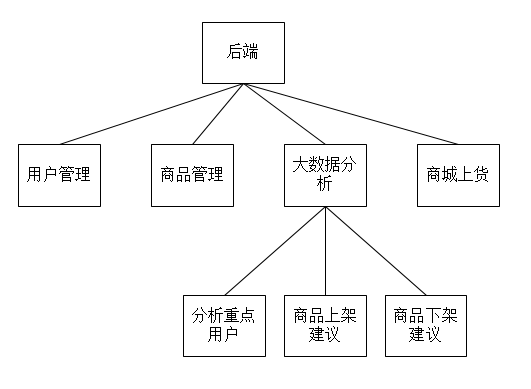 后端
用户管理
商品管理
大数据分
析
商城上货
分析重点
用户
商品上架
建议
商品下架
建议